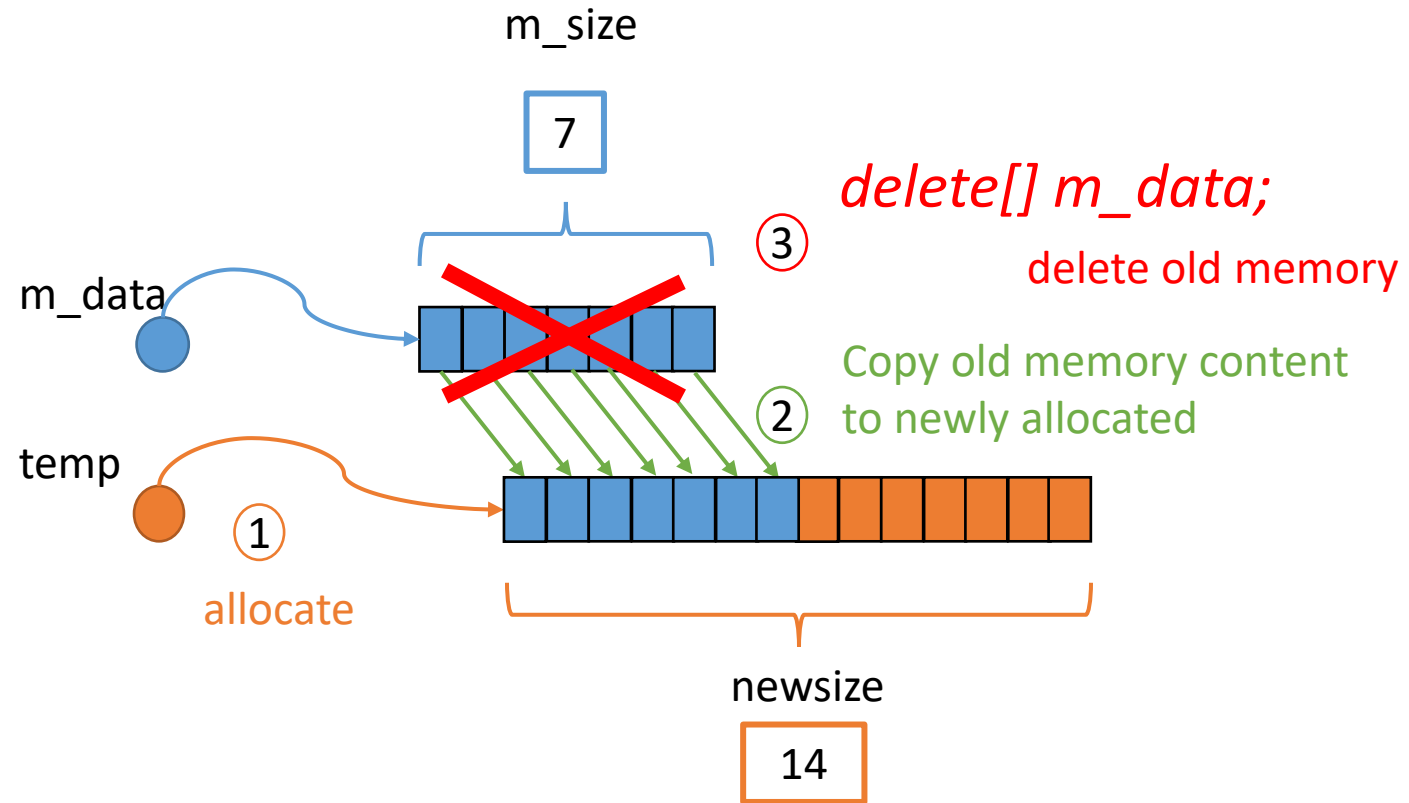 m_size
7
delete[] m_data;
3
delete old memory
m_data
Copy old memory content
2
to newly allocated
temp
1
allocate
newsize
14